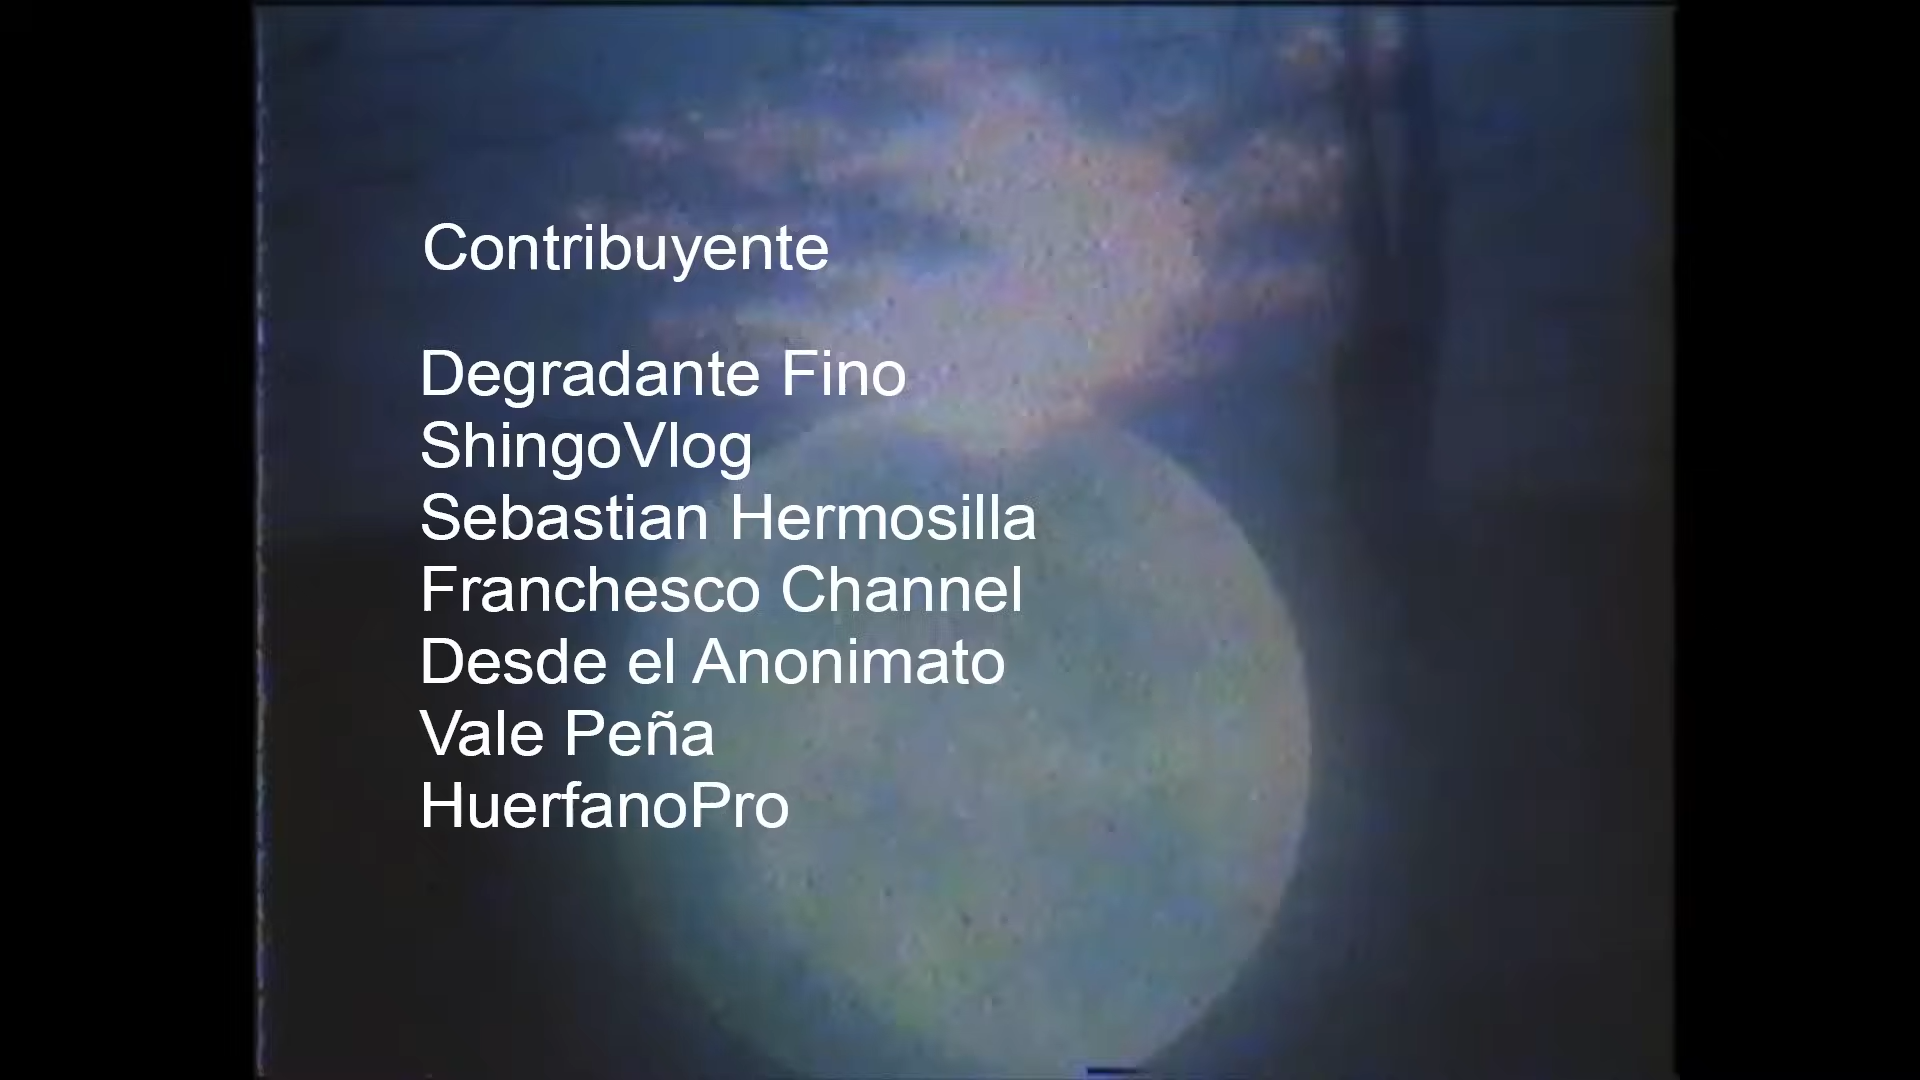 Contribuyente
Degradante Fino
ShingoVlog
Sebastian Hermosilla
Franchesco Channel
Desde el Anonimato
Vale Peña
HuerfanoPro